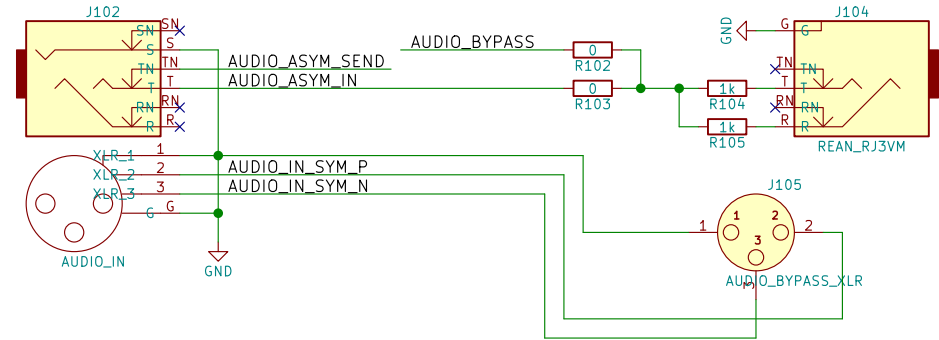 J102
SN
SN
S
S
TN
TN
T
T
RN
RN
R
R
AUDIO_ASYM_SEND
AUDIO_ASYM_IN
AUDIO_BYPASS
0
R102
0
R103
1k
R104
1k
R105
GND
J104
G
G
TN
TN
T
T
RN
RN
R
R
REAN_RJ3VM
XLR_1
1
XLR_2
2
XLR_3
3
G
G
AUDIO_IN
AUDIO_IN_SYM_P
AUDIO_IN_SYM_N
GND
J105
1
1
2
2
3
3
AUDIO_BYPASS_XLR